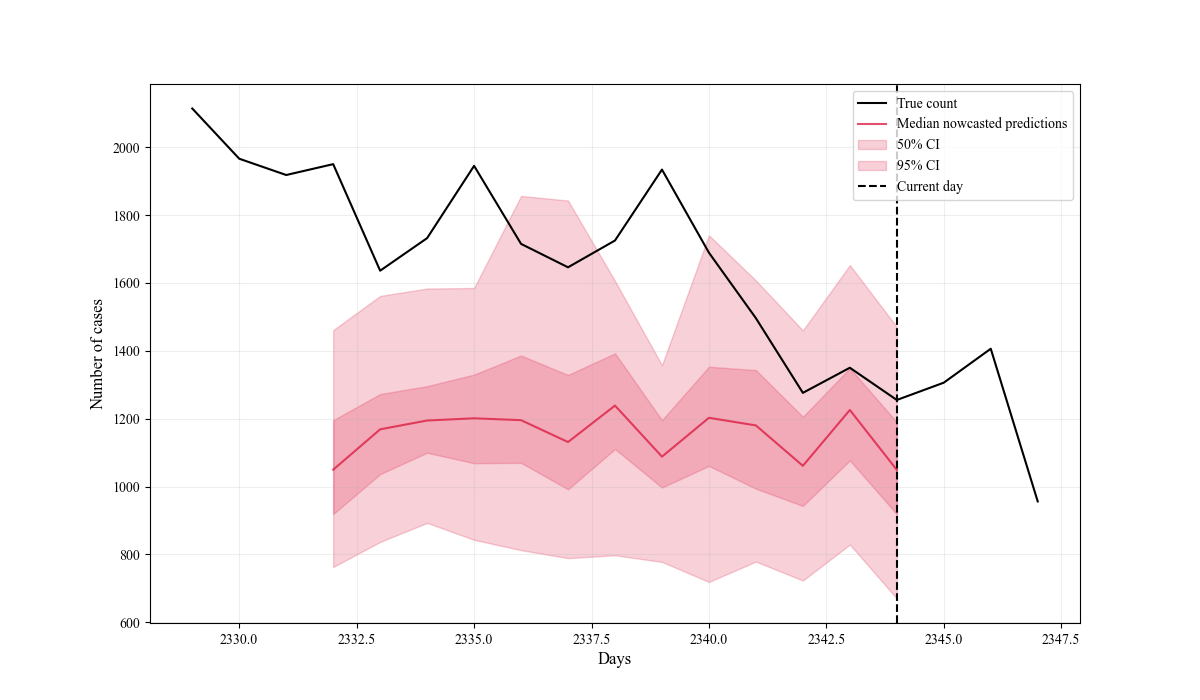 True count
Median nowcasted predictions
50% CI
95% CI
Current day
Number of cases
2000
1800
1600
1400
1200
1000
800
600
2330.0 2332.5 2335.0 2337.5 2340.0 2342.5 2345.0 2347.5
Days